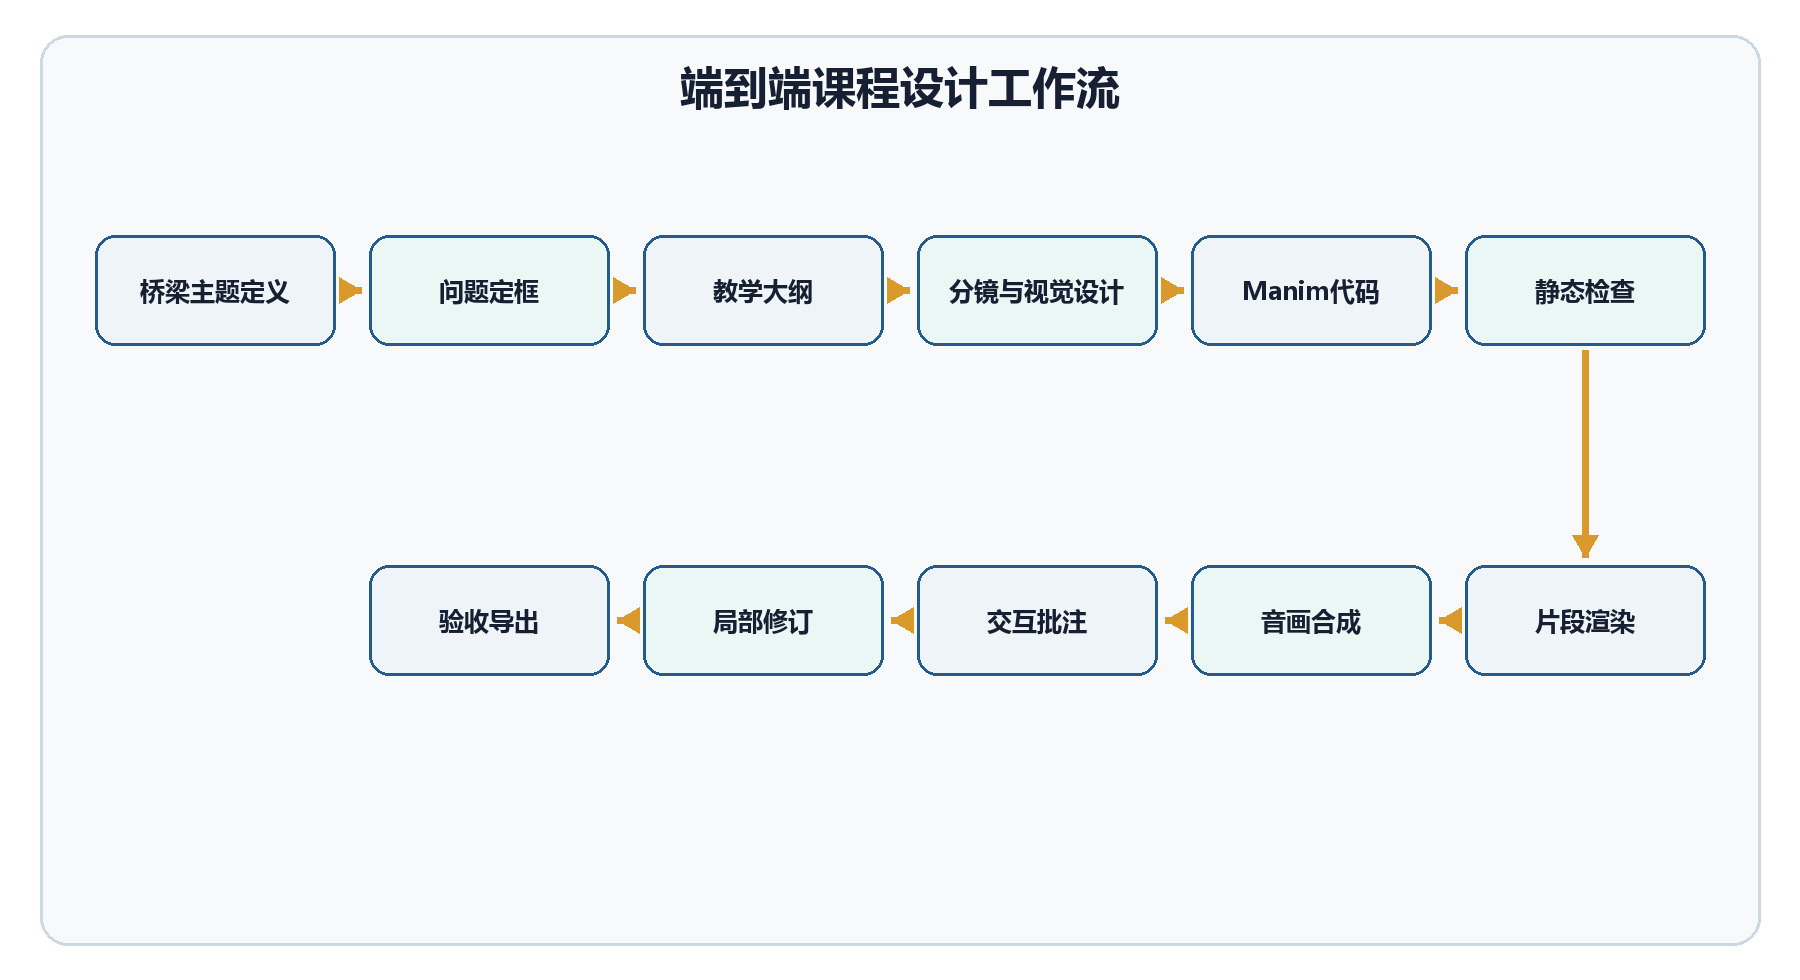 端到端课程设计工作流
桥梁主题定义
问题定框
教学大纲
分镜与视觉设计
Manim代码
静态检查
片段渲染
音画合成
交互批注
局部修订
验收导出